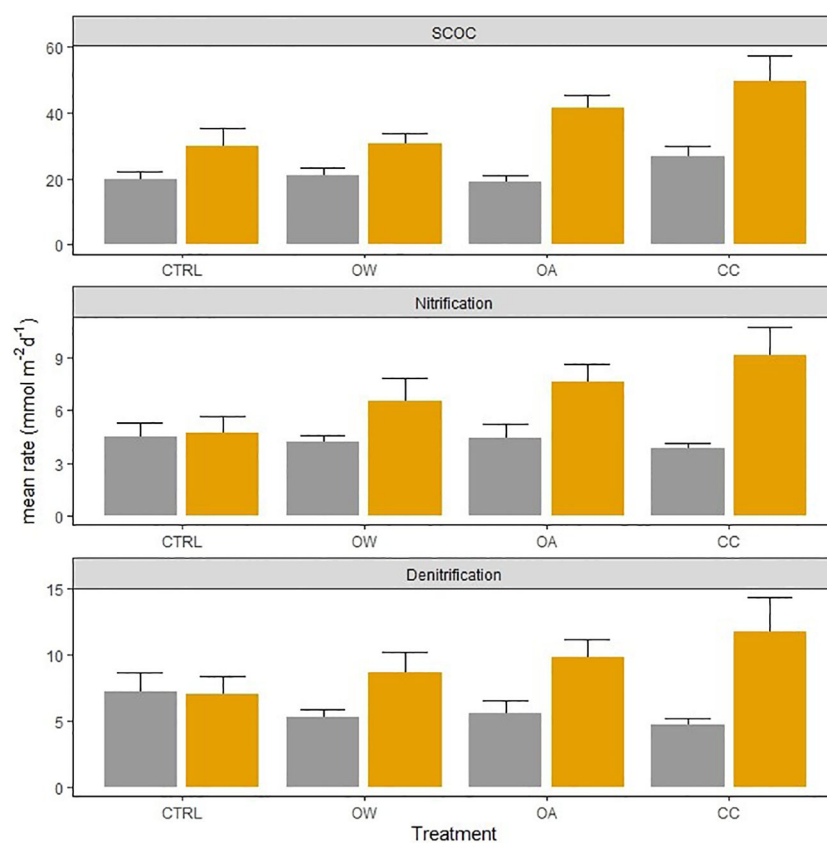 SCOC
60
40
20
0
CTRL OW OA CC
Nitrification
9
6
3
0
CTRL OW OA CC
Denitrification
15
10
5
0
CTRL OW OA CC
Treatment
mean rate (mmol m⁻²d⁻¹)